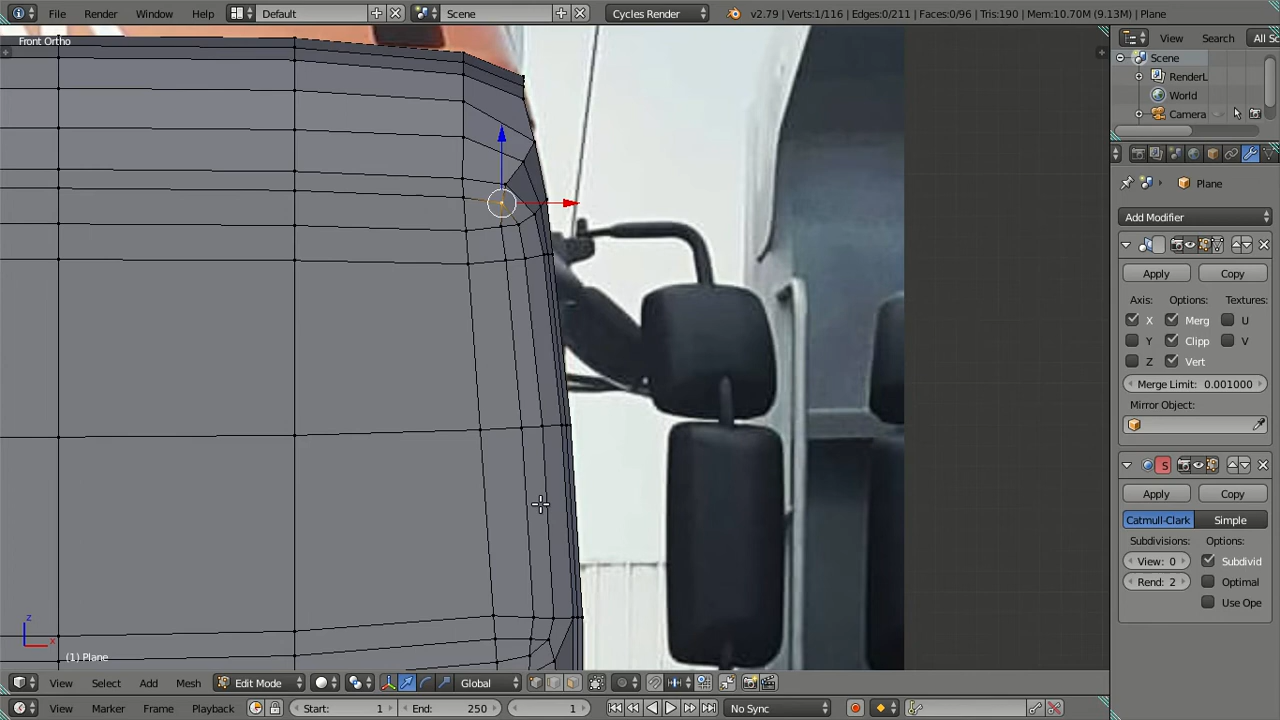 File Render Window Help Default Scene Cycles Render v2.79 | Verts:1/116 | Edges:0/211 | Faces:0/96 | Tris:190 | Mem:10.70M (9.13M) | Plane
Front Ortho
View Search All Sc
Scene
RenderL
World
Camera
Plane
Add Modifier
Apply Copy
Axis: Options: Textures:
X Merg U
Y Clipp V
Z Vert
Merge Limit: 0.001000
Mirror Object:
S
Apply Copy
Catmull-Clark Simple
Subdivisions: Options:
View: 0 Subdivid
Rend: 2 Optimal
Use Ope
z
x
(1) Plane
View Select Add Mesh Edit Mode Global
View Marker Frame Playback Start: 1 End: 250 1 No Sync